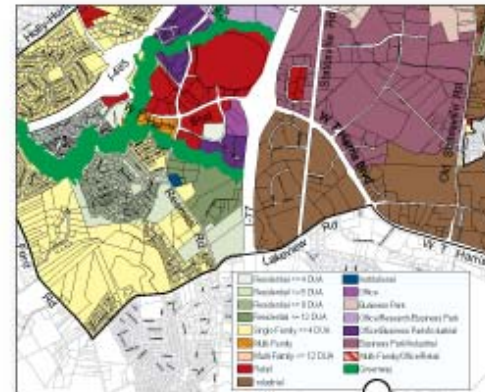 I-485
Statesville Rd
Old Statesville Rd
W T Harris Blvd
I-77
Lakeview Rd
Rd
W T Harris
Residential <=4 DUA
Residential <=5 DUA
Residential <=8 DUA
Residential <=12 DUA
Single-Family <=4 DUA
Multi-Family
Multi-Family <=12 DUA
Retail
Industrial
Institutional
Office
Business Park
Office/Research/Business Park
Office/Business Park/Industrial
Business Park/Industrial
Multi-Family/Office/Retail
Greenway